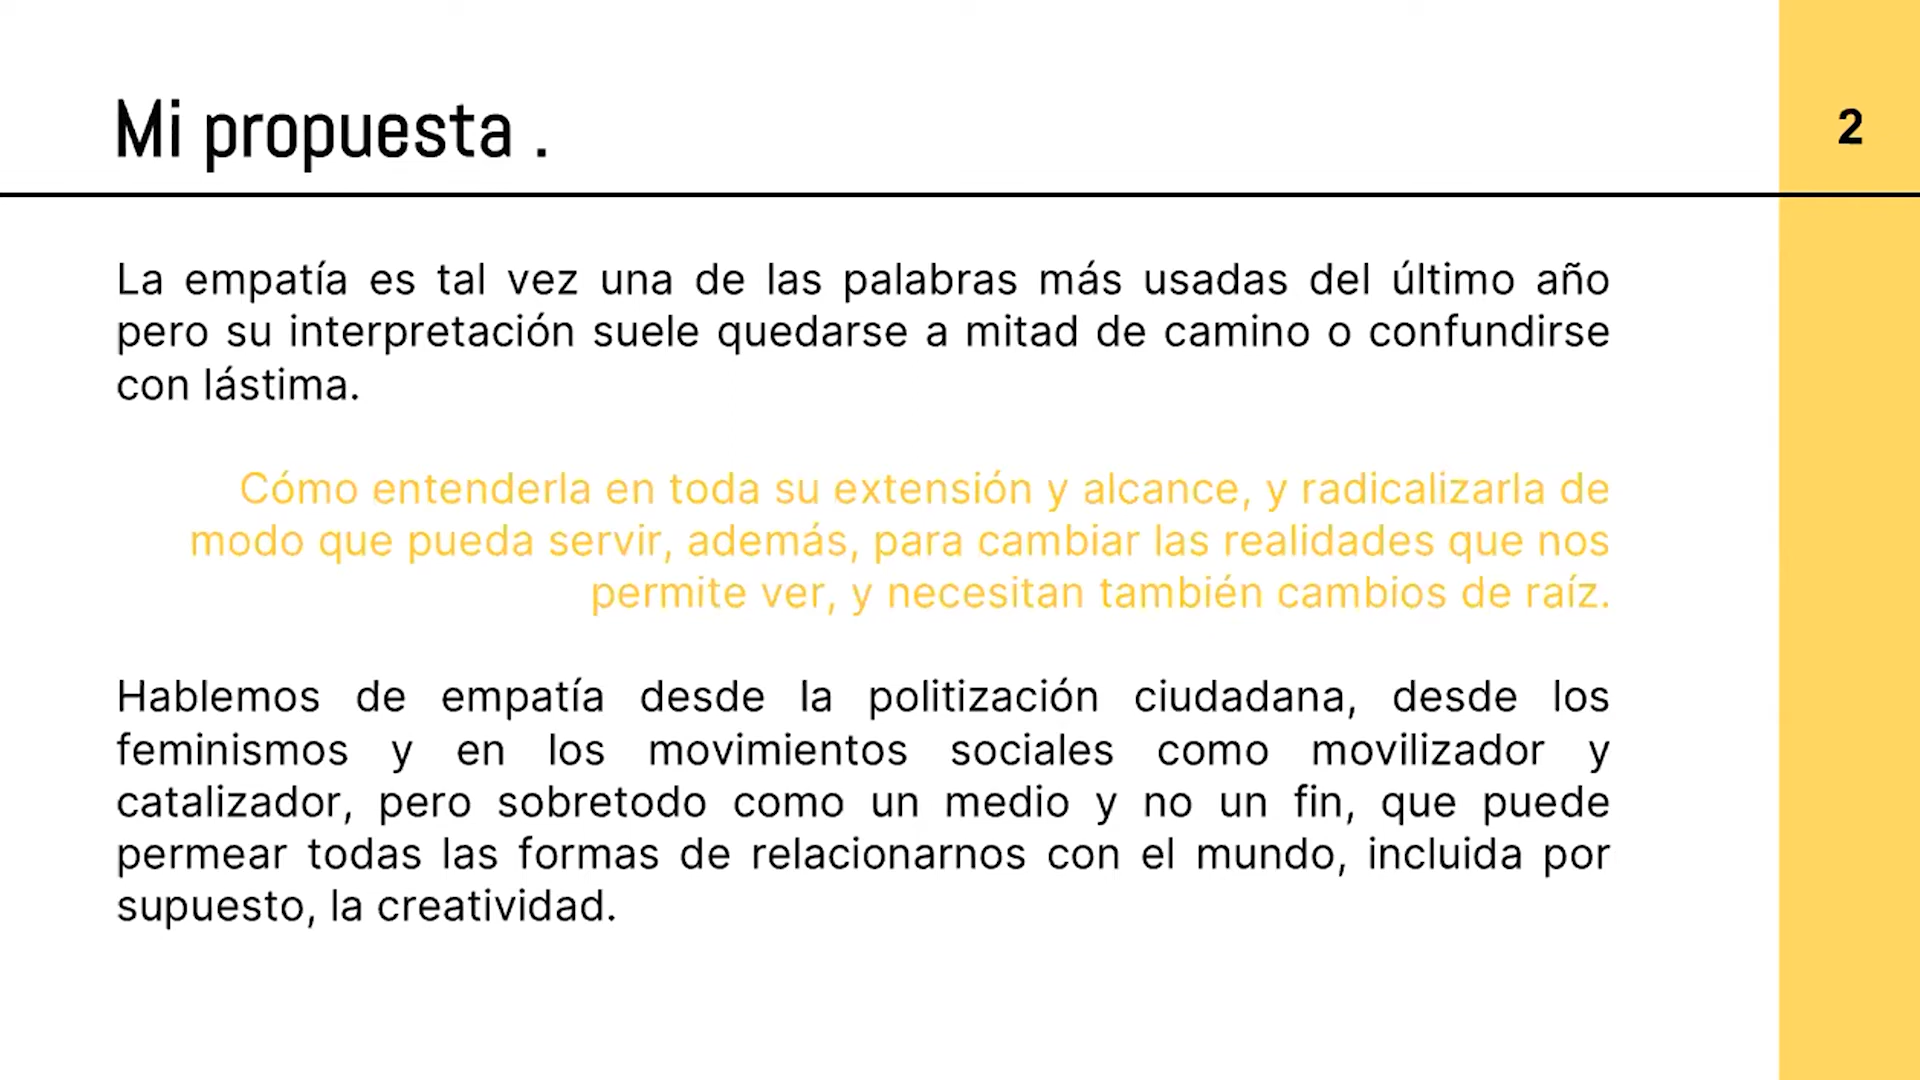 Mi propuesta .
2
La empatía es tal vez una de las palabras más usadas del último año
pero su interpretación suele quedarse a mitad de camino o confundirse
con lástima.
Cómo entenderla en toda su extensión y alcance, y radicalizarla de
modo que pueda servir, además, para cambiar las realidades que nos
permite ver, y necesitan también cambios de raíz.
Hablemos de empatía desde la politización ciudadana, desde los
feminismos y en los movimientos sociales como movilizador y
catalizador, pero sobretodo como un medio y no un fin, que puede
permear todas las formas de relacionarnos con el mundo, incluida por
supuesto, la creatividad.